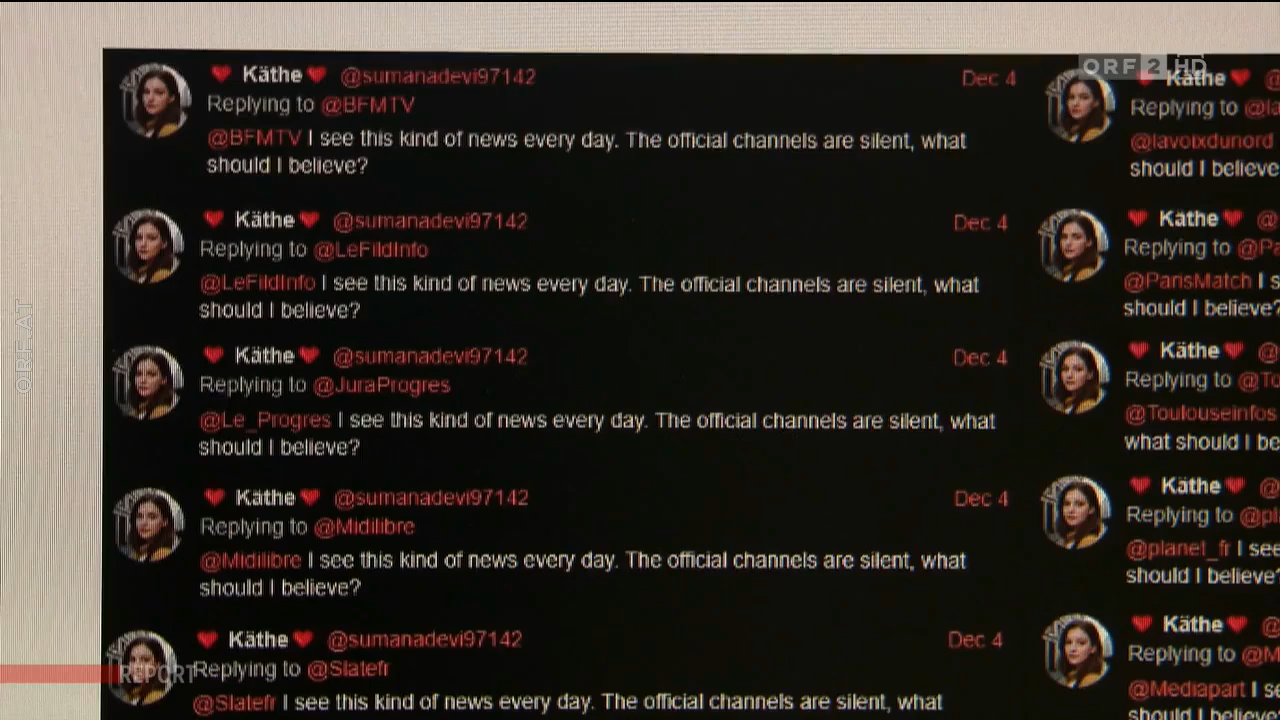 ORF 2 HD
ORF.AT
Käthe @sumanadevi97142 Dec 4
Replying to @BFMTV
@BFMTV I see this kind of news every day. The official channels are silent, what
should I believe?
Käthe @sumanadevi97142 Dec 4
Replying to @LeFildInfo
@LeFildInfo I see this kind of news every day. The official channels are silent, what
should I believe?
Käthe @sumanadevi97142 Dec 4
Replying to @JuraProgres
@Le_Progres I see this kind of news every day. The official channels are silent, what
should I believe?
Käthe @sumanadevi97142 Dec 4
Replying to @Midilibre
@Midilibre I see this kind of news every day. The official channels are silent, what
should I believe?
Käthe @sumanadevi97142 Dec 4
Replying to @Slatefr
@Slatefr I see this kind of news every day. The official channels are silent, what
REPORT
Käthe @
Replying to
@lavoixdunord
should I believe
Käthe @
Replying to
@ParisMatch I
should I believe?
Käthe @
Replying to
@Toulouseinfos
what should I
Käthe @
Replying to
@planet_fr I see
should I believe?
Käthe @
Replying to
@Mediapart I
should I believe?